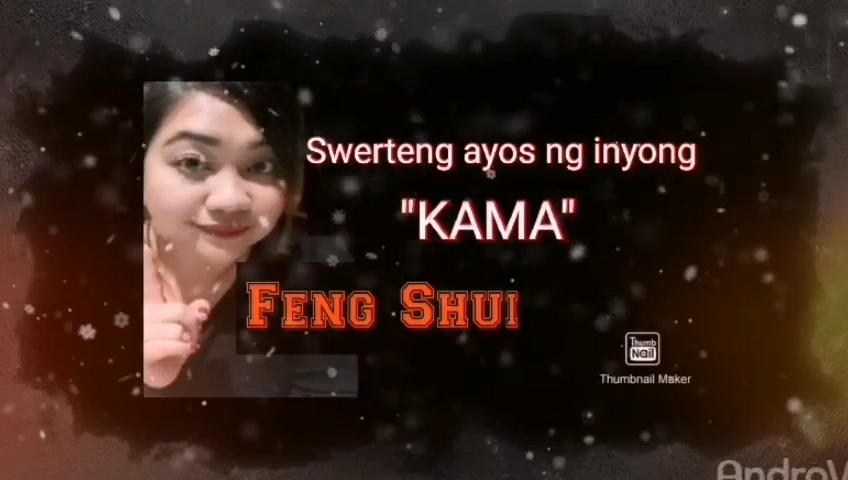 Swerteng ayos ng inyong
"KAMA"
FENG SHUI
Thumb
Nail
Thumbnail Maker
AndroV